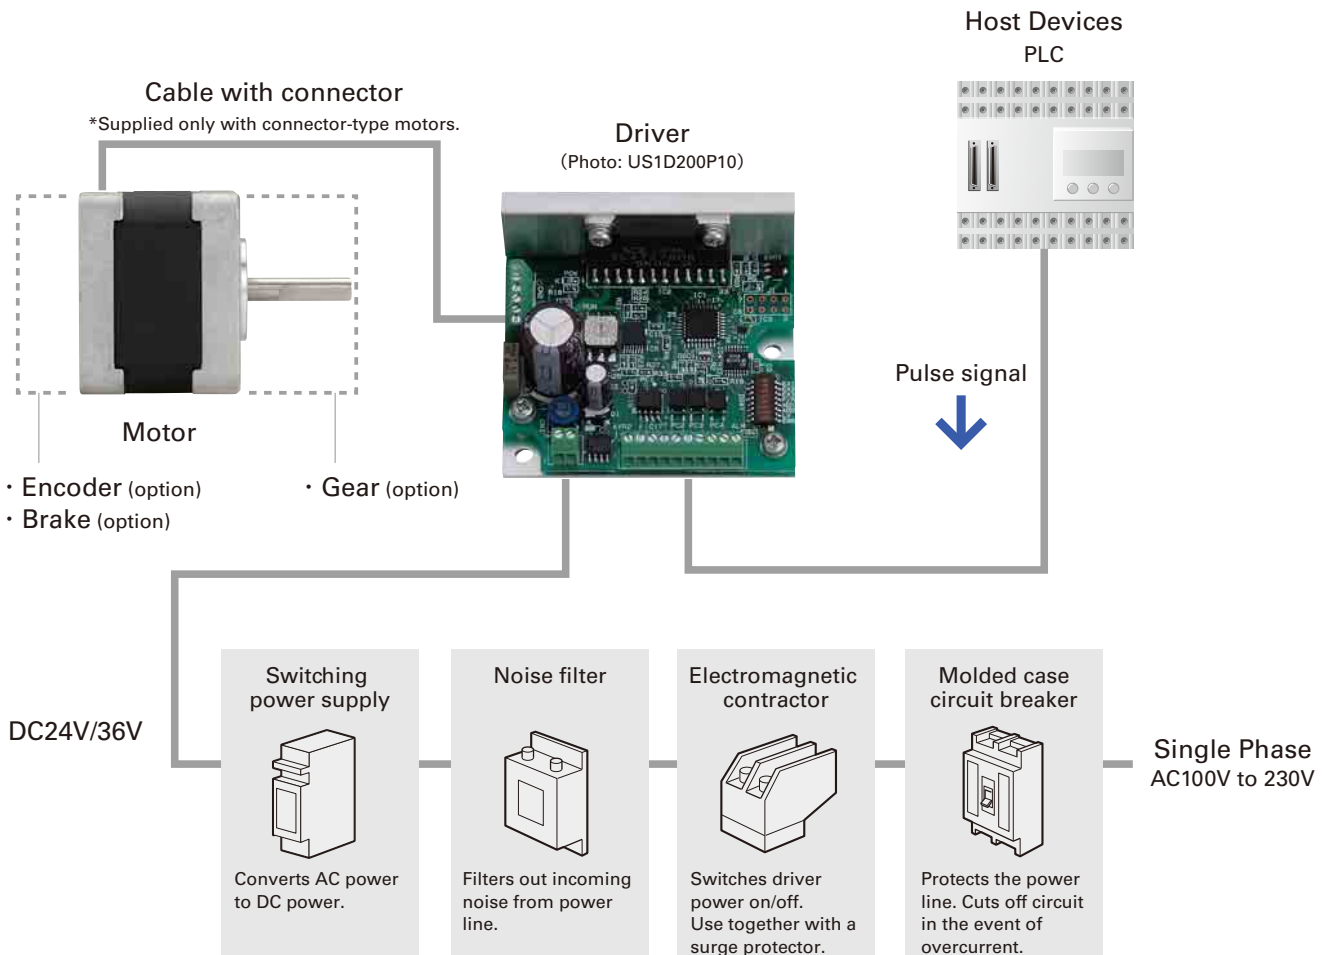 Host Devices
PLC
Cable with connector
*Supplied only with connector-type motors.
Driver
(Photo: US1D200P10)
Pulse signal
Motor
・Encoder (option)
・Brake (option)
・Gear (option)
DC24V/36V
Switching
power supply
Converts AC power
to DC power.
Noise filter
Filters out incoming
noise from power
line.
Electromagnetic
contractor
Switches driver
power on/off.
Use together with a
surge protector.
Molded case
circuit breaker
Protects the power
line. Cuts off circuit
in the event of
overcurrent.
Single Phase
AC100V to 230V